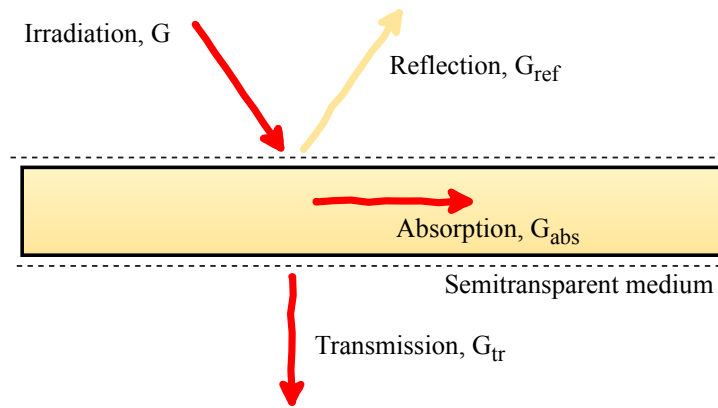 Irradiation, G
Reflection, G_ref
Absorption, G_abs
Semitransparent medium
Transmission, G_tr